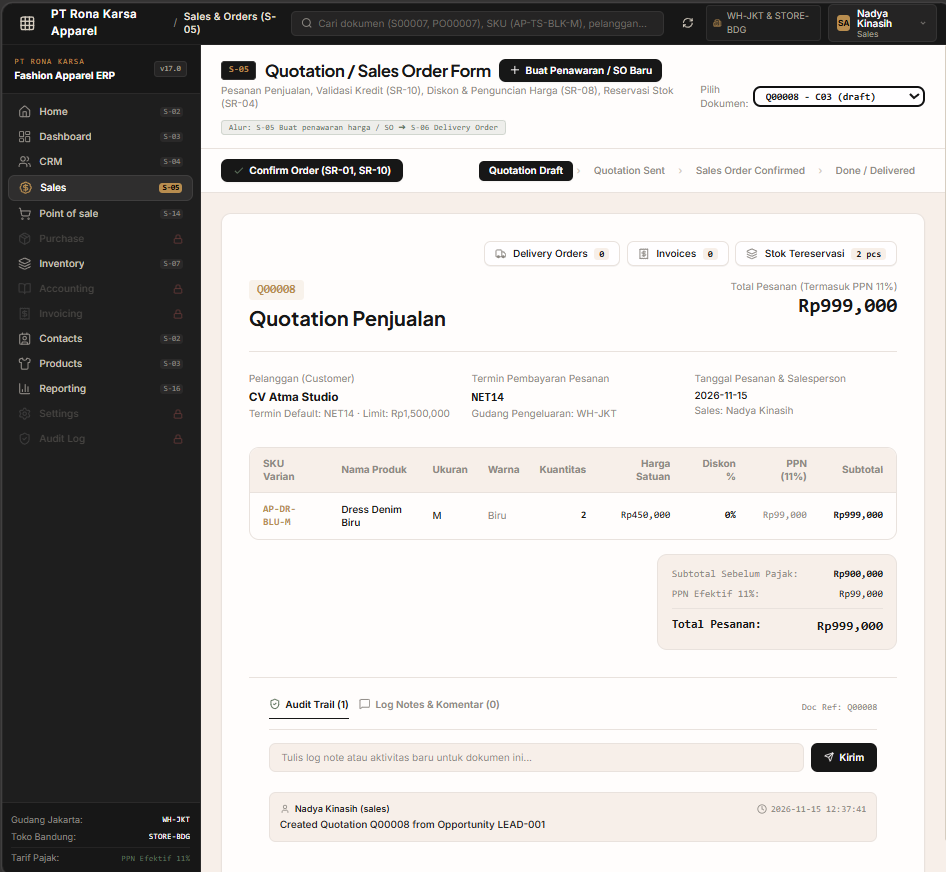 PT Rona Karsa Apparel
/ Sales & Orders (S-05)
Cari dokumen (S00007, PO00007), SKU (AP-TS-BLK-M), pelanggan...
WH-JKT & STORE-BDG
SA
Nadya Kinasih
Sales
PT RONA KARSA
Fashion Apparel ERP
v17.0
Home S-02
Dashboard S-03
CRM S-04
Sales S-05
Point of sale S-14
Purchase
Inventory S-07
Accounting
Invoicing
Contacts S-02
Products S-03
Reporting S-16
Settings
Audit Log
Gudang Jakarta: WH-JKT
Toko Bandung: STORE-BDG
Tarif Pajak: PPN Efektif 11%
S-05 Quotation / Sales Order Form
+ Buat Penawaran / SO Baru
Pesanan Penjualan, Validasi Kredit (SR-10), Diskon & Penguncian Harga (SR-08), Reservasi Stok
(SR-04)
Alur: S-05 Buat penawaran harga / SO → S-06 Delivery Order
Pilih
Dokumen:
Q00008 - C03 (draft)
✓ Confirm Order (SR-01, SR-10)
Quotation Draft › Quotation Sent › Sales Order Confirmed › Done / Delivered
Delivery Orders 0
Invoices 0
Stok Tereservasi 2 pcs
Q00008
Quotation Penjualan
Total Pesanan (Termasuk PPN 11%)
Rp999,000
Pelanggan (Customer)
CV Atma Studio
Termin Default: NET14 · Limit: Rp1,500,000
Termin Pembayaran Pesanan
NET14
Gudang Pengeluaran: WH-JKT
Tanggal Pesanan & Salesperson
2026-11-15
Sales: Nadya Kinasih
SKU Varian Nama Produk Ukuran Warna Kuantitas Harga Satuan Diskon % PPN (11%) Subtotal
AP-DR-BLU-M Dress Denim Biru M Biru 2 Rp450,000 0% Rp99,000 Rp999,000
Subtotal Sebelum Pajak: Rp900,000
PPN Efektif 11%: Rp99,000
Total Pesanan: Rp999,000
Audit Trail (1)
Log Notes & Komentar (0)
Doc Ref: Q00008
Tulis log note atau aktivitas baru untuk dokumen ini...
Kirim
Nadya Kinasih (sales)
2026-11-15 12:37:41
Created Quotation Q00008 from Opportunity LEAD-001